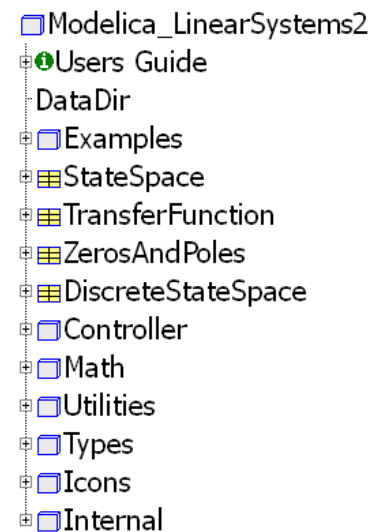 Modelica_LinearSystems2
Users Guide
DataDir
Examples
StateSpace
TransferFunction
ZerosAndPoles
DiscreteStateSpace
Controller
Math
Utilities
Types
Icons
Internal